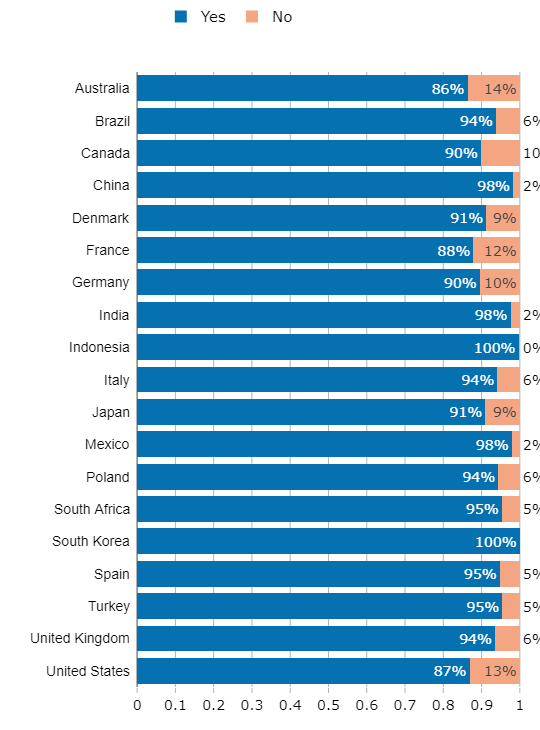 Yes No
Australia 86% 14%
Brazil 94% 6%
Canada 90% 10
China 98% 2%
Denmark 91% 9%
France 88% 12%
Germany 90% 10%
India 98% 2%
Indonesia 100% 0%
Italy 94% 6%
Japan 91% 9%
Mexico 98% 2%
Poland 94% 6%
South Africa 95% 5%
South Korea 100%
Spain 95% 5%
Turkey 95% 5%
United Kingdom 94% 6%
United States 87% 13%
0 0.1 0.2 0.3 0.4 0.5 0.6 0.7 0.8 0.9 1